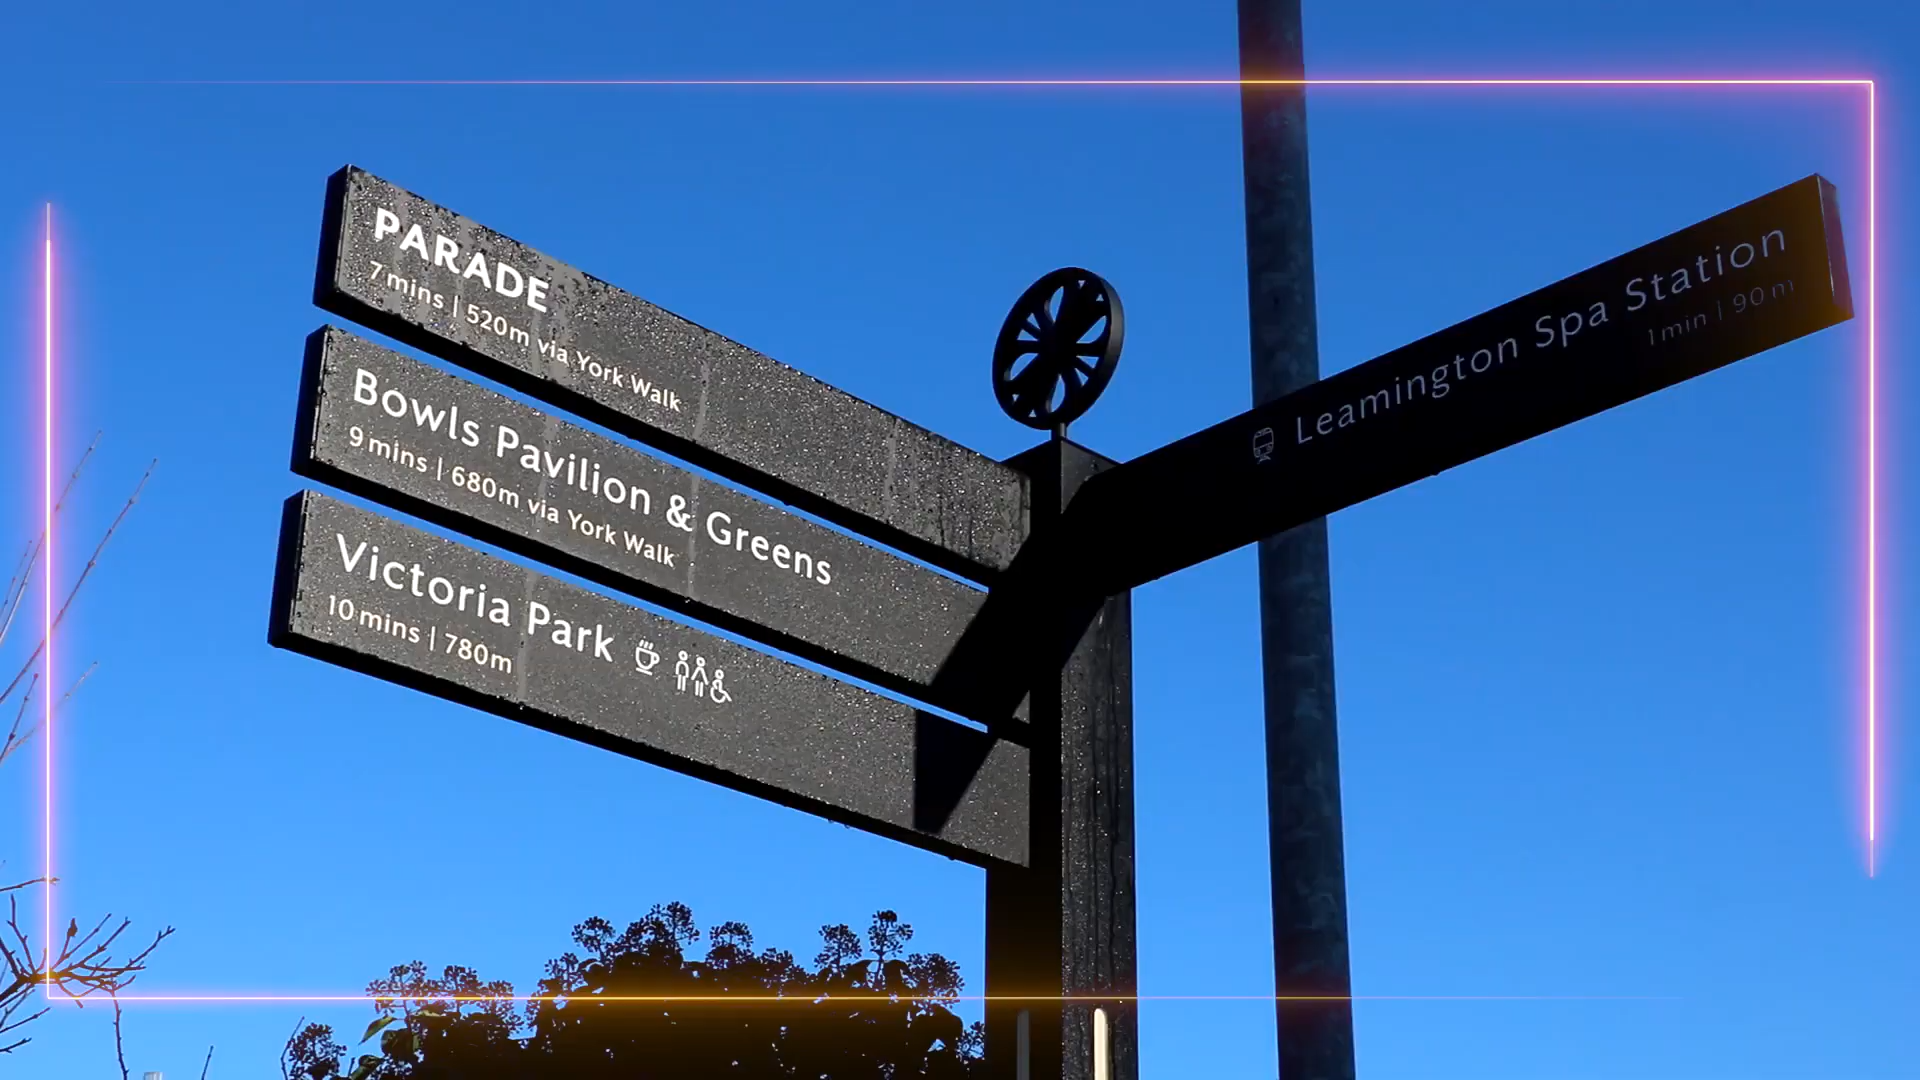 PARADE
7 mins | 520m via York Walk
Bowls Pavilion & Greens
9 mins | 680m via York Walk
Victoria Park
10 mins | 780m
Leamington Spa Station
1 min | 90 m